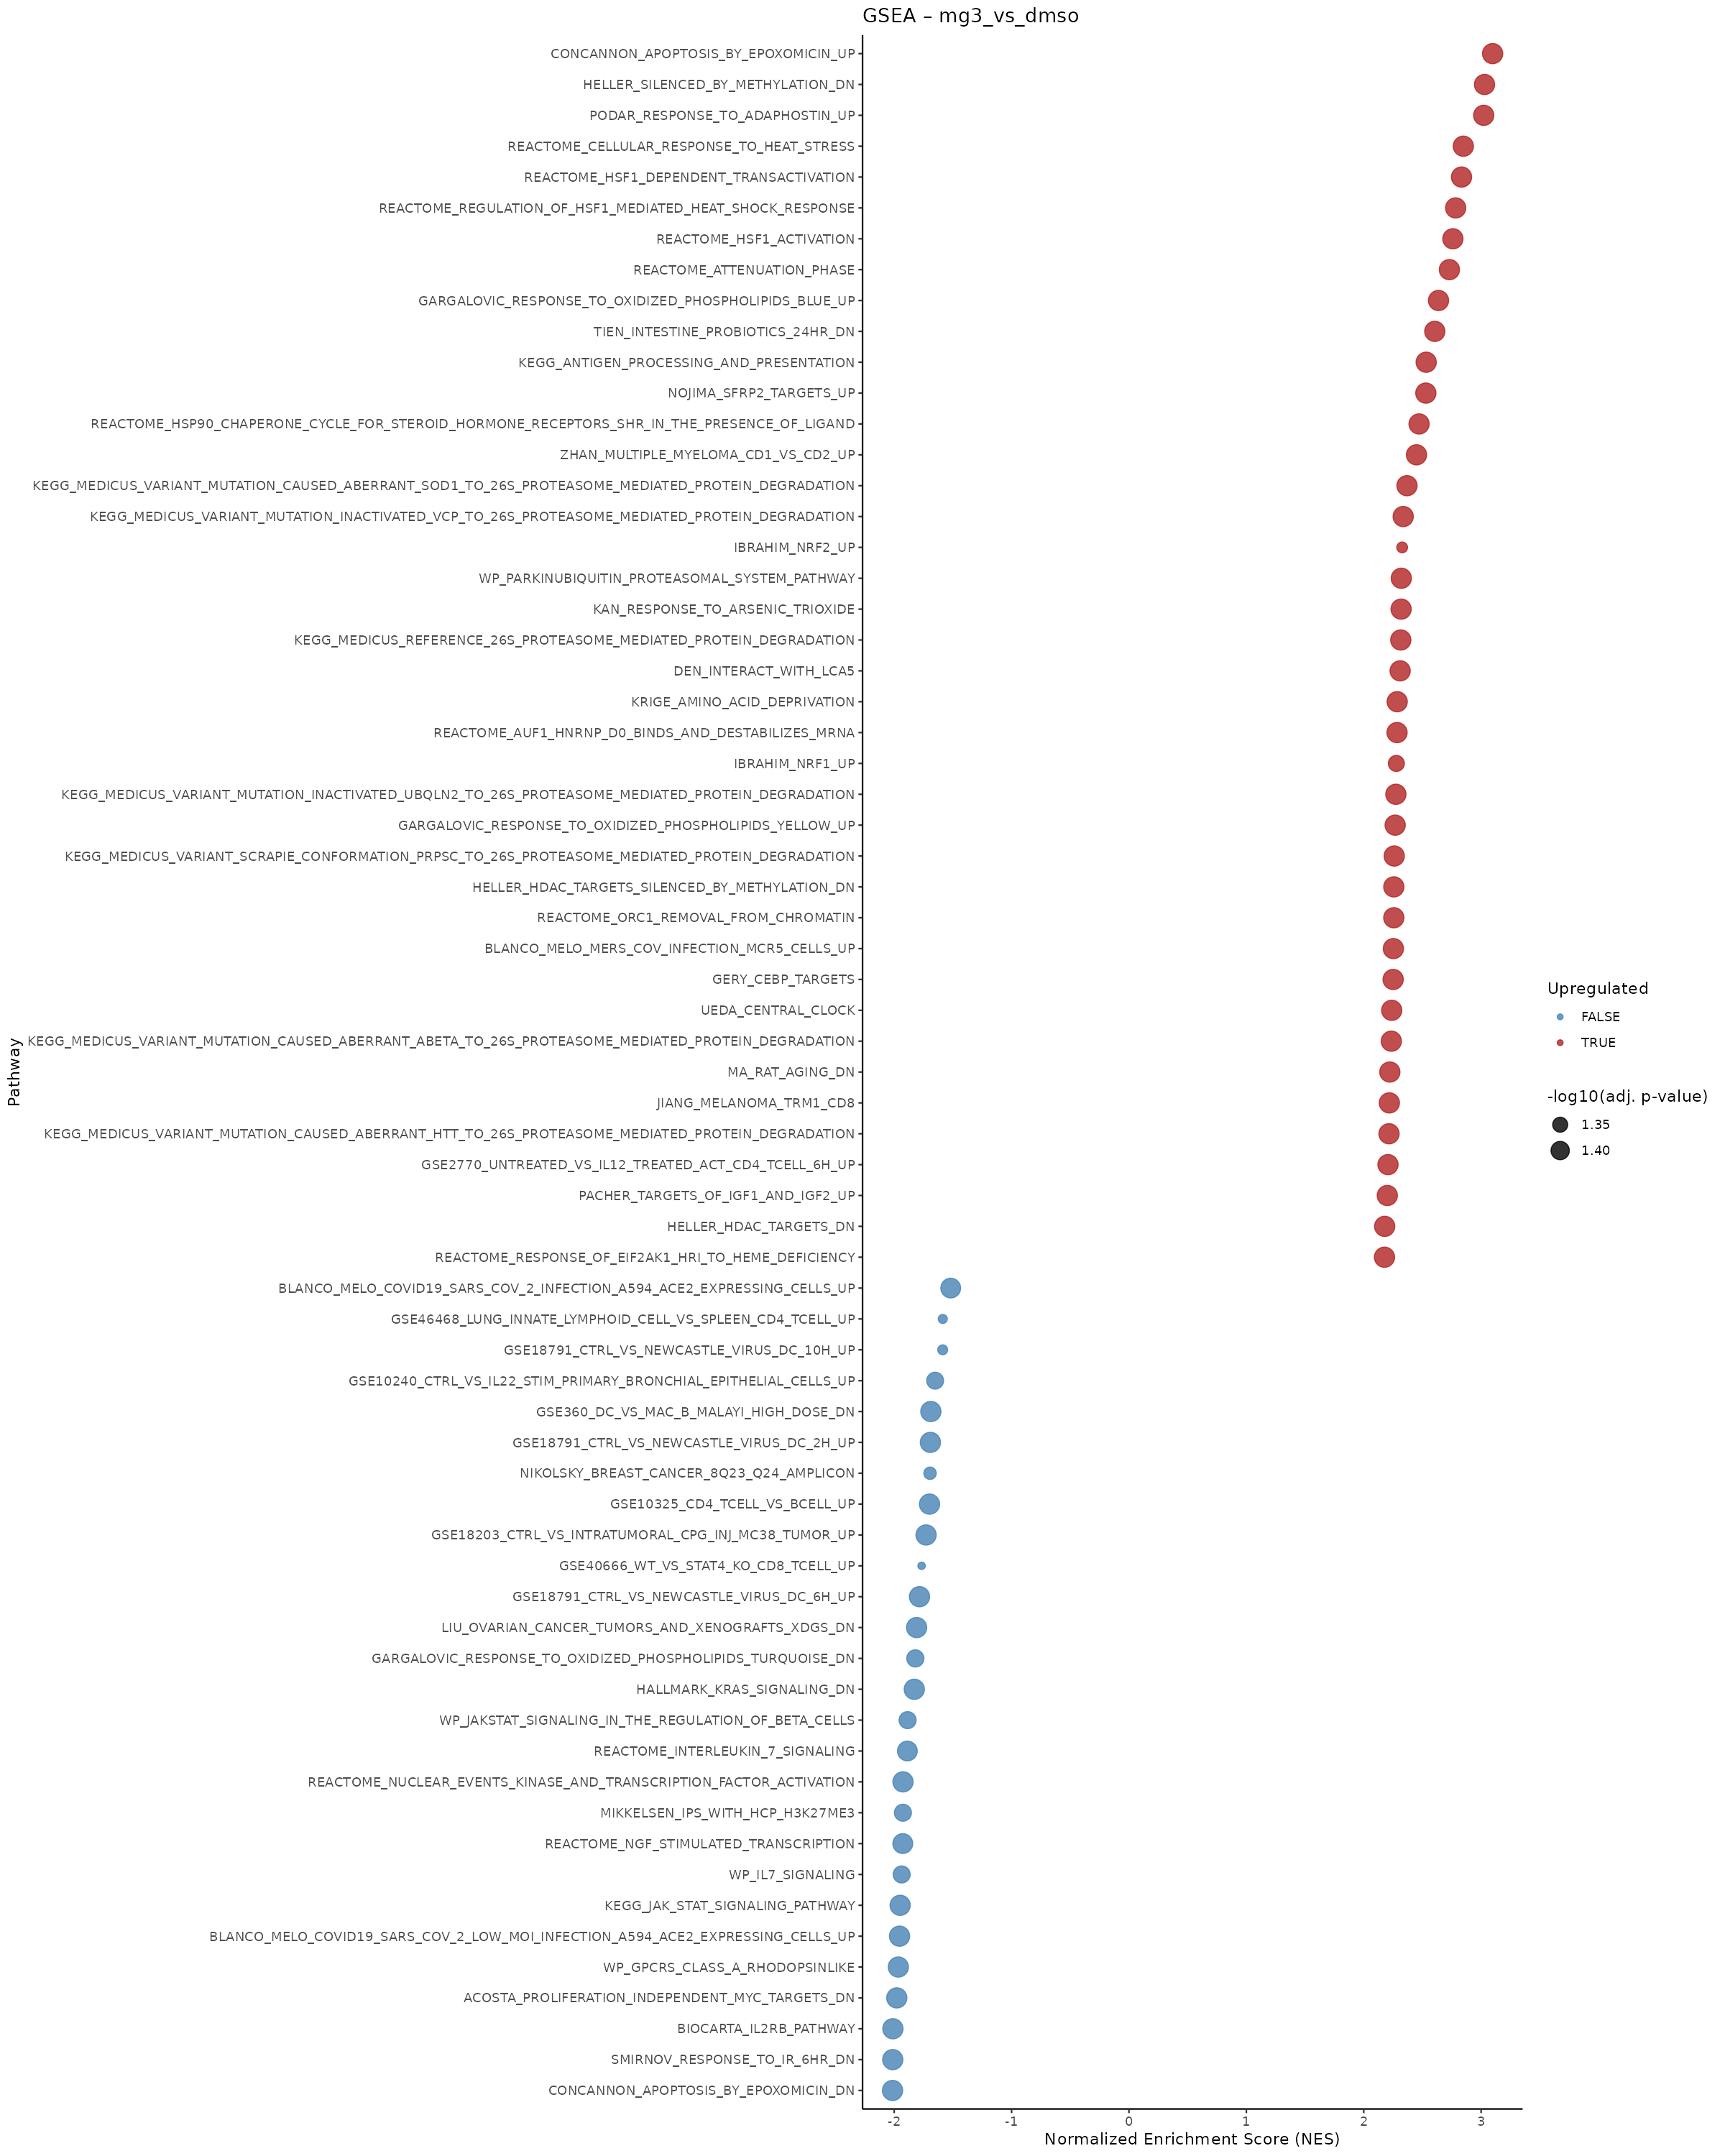 GSEA – mg3_vs_dmso
CONCANNON_APOPTOSIS_BY_EPOXOMICIN_UP
HELLER_SILENCED_BY_METHYLATION_DN
PODAR_RESPONSE_TO_ADAPHOSTIN_UP
REACTOME_CELLULAR_RESPONSE_TO_HEAT_STRESS
REACTOME_HSF1_DEPENDENT_TRANSACTIVATION
REACTOME_REGULATION_OF_HSF1_MEDIATED_HEAT_SHOCK_RESPONSE
REACTOME_HSF1_ACTIVATION
REACTOME_ATTENUATION_PHASE
GARGALOVIC_RESPONSE_TO_OXIDIZED_PHOSPHOLIPIDS_BLUE_UP
TIEN_INTESTINE_PROBIOTICS_24HR_DN
KEGG_ANTIGEN_PROCESSING_AND_PRESENTATION
NOJIMA_SFRP2_TARGETS_UP
REACTOME_HSP90_CHAPERONE_CYCLE_FOR_STEROID_HORMONE_RECEPTORS_SHR_IN_THE_PRESENCE_OF_LIGAND
ZHAN_MULTIPLE_MYELOMA_CD1_VS_CD2_UP
KEGG_MEDICUS_VARIANT_MUTATION_CAUSED_ABERRANT_SOD1_TO_26S_PROTEASOME_MEDIATED_PROTEIN_DEGRADATION
KEGG_MEDICUS_VARIANT_MUTATION_INACTIVATED_VCP_TO_26S_PROTEASOME_MEDIATED_PROTEIN_DEGRADATION
IBRAHIM_NRF2_UP
WP_PARKINUBIQUITIN_PROTEASOMAL_SYSTEM_PATHWAY
KAN_RESPONSE_TO_ARSENIC_TRIOXIDE
KEGG_MEDICUS_REFERENCE_26S_PROTEASOME_MEDIATED_PROTEIN_DEGRADATION
DEN_INTERACT_WITH_LCA5
KRIGE_AMINO_ACID_DEPRIVATION
REACTOME_AUF1_HNRNP_D0_BINDS_AND_DESTABILIZES_MRNA
IBRAHIM_NRF1_UP
KEGG_MEDICUS_VARIANT_MUTATION_INACTIVATED_UBQLN2_TO_26S_PROTEASOME_MEDIATED_PROTEIN_DEGRADATION
GARGALOVIC_RESPONSE_TO_OXIDIZED_PHOSPHOLIPIDS_YELLOW_UP
KEGG_MEDICUS_VARIANT_SCRAPIE_CONFORMATION_PRPSC_TO_26S_PROTEASOME_MEDIATED_PROTEIN_DEGRADATION
HELLER_HDAC_TARGETS_SILENCED_BY_METHYLATION_DN
REACTOME_ORC1_REMOVAL_FROM_CHROMATIN
BLANCO_MELO_MERS_COV_INFECTION_MCR5_CELLS_UP
GERY_CEBP_TARGETS
UEDA_CENTRAL_CLOCK
KEGG_MEDICUS_VARIANT_MUTATION_CAUSED_ABERRANT_ABETA_TO_26S_PROTEASOME_MEDIATED_PROTEIN_DEGRADATION
MA_RAT_AGING_DN
JIANG_MELANOMA_TRM1_CD8
KEGG_MEDICUS_VARIANT_MUTATION_CAUSED_ABERRANT_HTT_TO_26S_PROTEASOME_MEDIATED_PROTEIN_DEGRADATION
GSE2770_UNTREATED_VS_IL12_TREATED_ACT_CD4_TCELL_6H_UP
PACHER_TARGETS_OF_IGF1_AND_IGF2_UP
HELLER_HDAC_TARGETS_DN
REACTOME_RESPONSE_OF_EIF2AK1_HRI_TO_HEME_DEFICIENCY
BLANCO_MELO_COVID19_SARS_COV_2_INFECTION_A594_ACE2_EXPRESSING_CELLS_UP
GSE46468_LUNG_INNATE_LYMPHOID_CELL_VS_SPLEEN_CD4_TCELL_UP
GSE18791_CTRL_VS_NEWCASTLE_VIRUS_DC_10H_UP
GSE10240_CTRL_VS_IL22_STIM_PRIMARY_BRONCHIAL_EPITHELIAL_CELLS_UP
GSE360_DC_VS_MAC_B_MALAYI_HIGH_DOSE_DN
GSE18791_CTRL_VS_NEWCASTLE_VIRUS_DC_2H_UP
NIKOLSKY_BREAST_CANCER_8Q23_Q24_AMPLICON
GSE10325_CD4_TCELL_VS_BCELL_UP
GSE18203_CTRL_VS_INTRATUMORAL_CPG_INJ_MC38_TUMOR_UP
GSE40666_WT_VS_STAT4_KO_CD8_TCELL_UP
GSE18791_CTRL_VS_NEWCASTLE_VIRUS_DC_6H_UP
LIU_OVARIAN_CANCER_TUMORS_AND_XENOGRAFTS_XDGS_DN
GARGALOVIC_RESPONSE_TO_OXIDIZED_PHOSPHOLIPIDS_TURQUOISE_DN
HALLMARK_KRAS_SIGNALING_DN
WP_JAKSTAT_SIGNALING_IN_THE_REGULATION_OF_BETA_CELLS
REACTOME_INTERLEUKIN_7_SIGNALING
REACTOME_NUCLEAR_EVENTS_KINASE_AND_TRANSCRIPTION_FACTOR_ACTIVATION
MIKKELSEN_IPS_WITH_HCP_H3K27ME3
REACTOME_NGF_STIMULATED_TRANSCRIPTION
WP_IL7_SIGNALING
KEGG_JAK_STAT_SIGNALING_PATHWAY
BLANCO_MELO_COVID19_SARS_COV_2_LOW_MOI_INFECTION_A594_ACE2_EXPRESSING_CELLS_UP
WP_GPCRS_CLASS_A_RHODOPSINLIKE
ACOSTA_PROLIFERATION_INDEPENDENT_MYC_TARGETS_DN
BIOCARTA_IL2RB_PATHWAY
SMIRNOV_RESPONSE_TO_IR_6HR_DN
CONCANNON_APOPTOSIS_BY_EPOXOMICIN_DN
Pathway
-2 -1 0 1 2 3
Normalized Enrichment Score (NES)
Upregulated
FALSE
TRUE
-log10(adj. p-value)
1.35
1.40